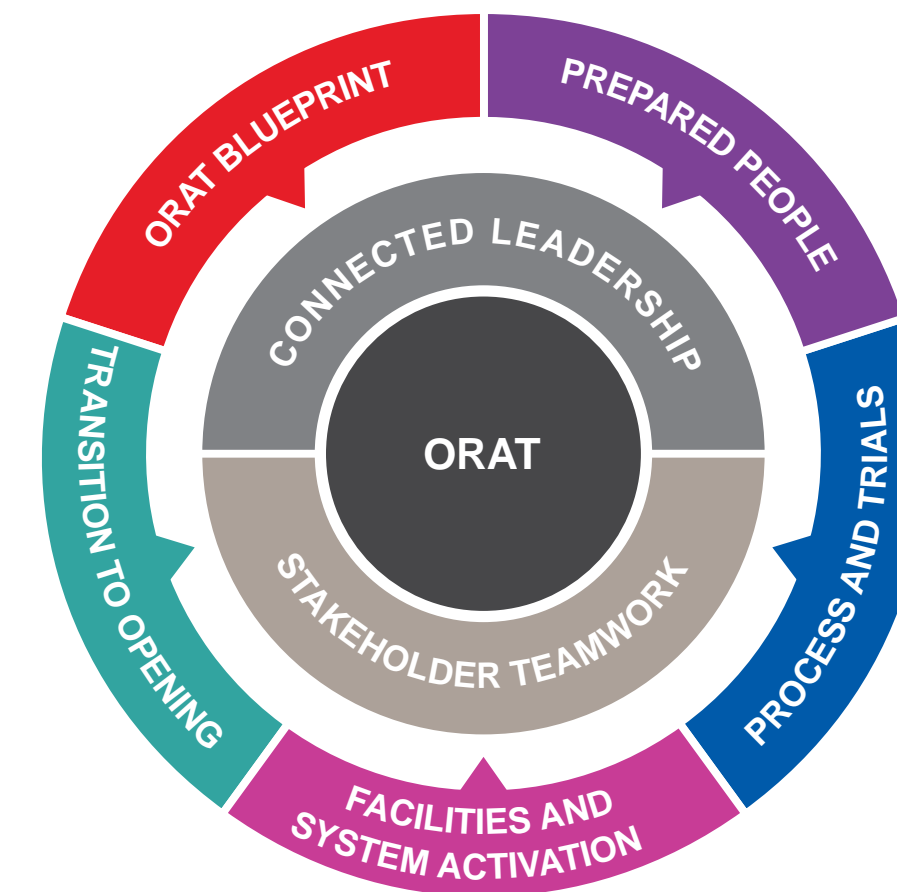 ORAT BLUEPRINT
PREPARED PEOPLE
CONNECTED LEADERSHIP
ORAT
STAKEHOLDER TEAMWORK
TRANSITION TO OPENING
PROCESS AND TRIALS
FACILITIES AND
SYSTEM ACTIVATION